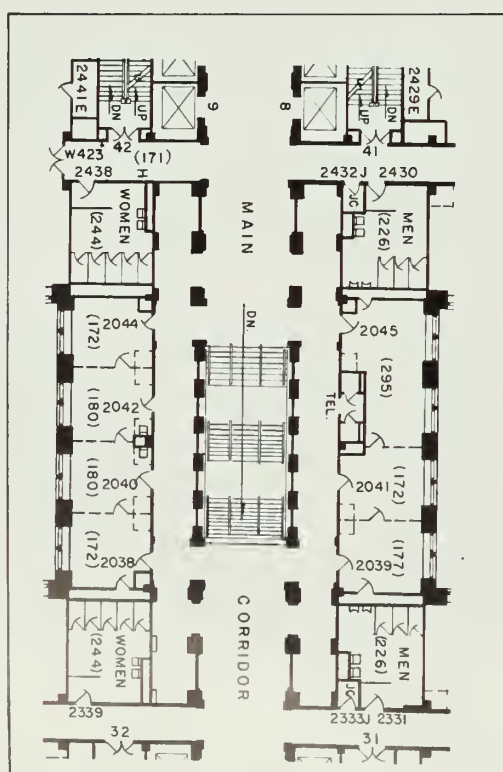 2441E
DN
UP
42
9
8
UP
DN
41
2429E
W423
2438
(171)
H
2432J
2430
WOMEN
(244)
MAIN
JC
MEN
(226)
2044
(172)
DN.
2045
(295)
2042
(180)
TEL.
2040
(180)
2041
(172)
2038
(172)
2039
(177)
WOMEN
(244)
CORRIDOR
MEN
(226)
JC
2339
2333J
2331
32
31